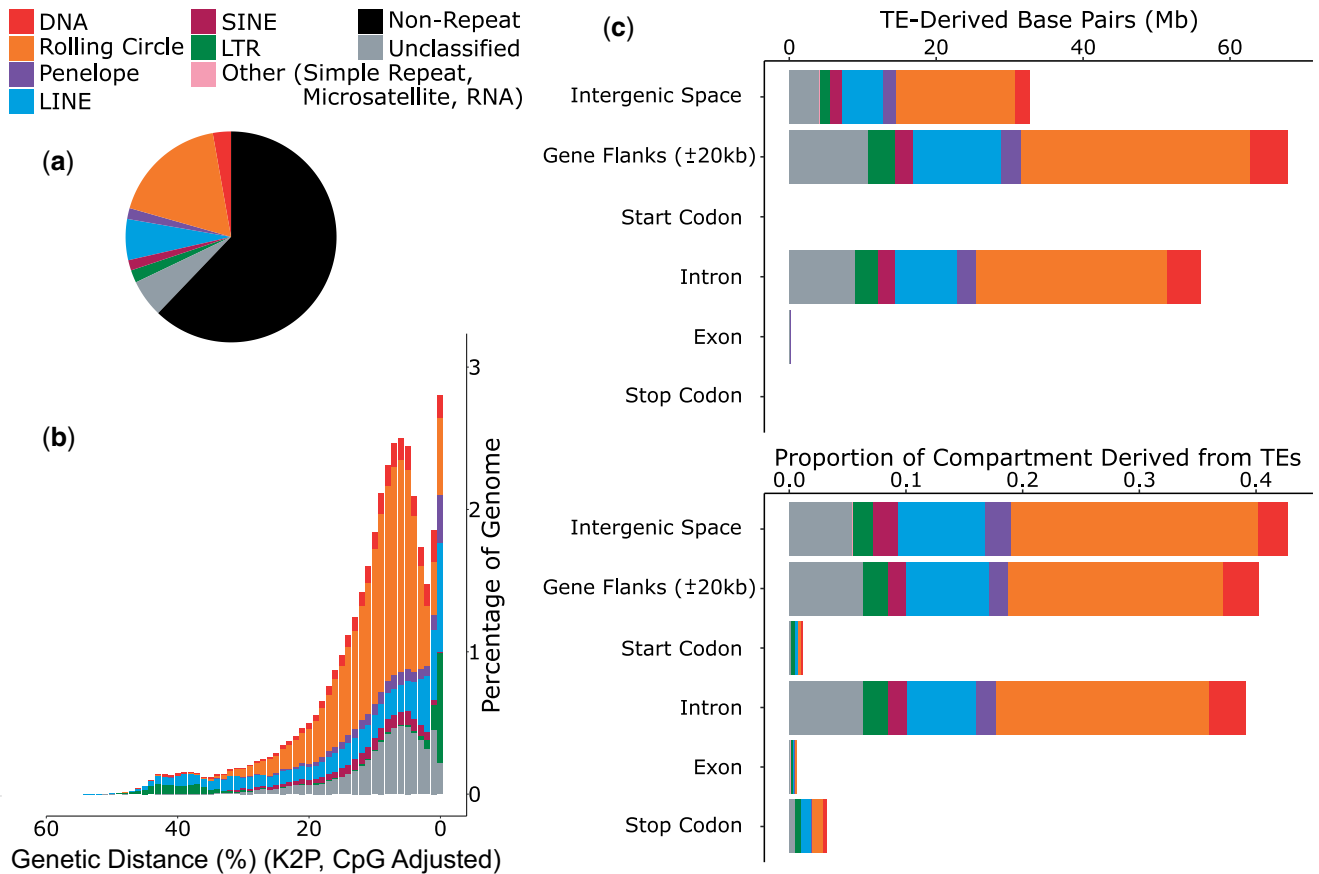 DNA
Rolling Circle
Penelope
LINE
SINE
LTR
Other (Simple Repeat,
Microsatellite, RNA)
Non-Repeat
Unclassified
(a)
(b)
3
2
1
0
Percentage of Genome
60 40 20 0
Genetic Distance (%) (K2P, CpG Adjusted)
(c)
TE-Derived Base Pairs (Mb)
0 20 40 60
Intergenic Space
Gene Flanks (±20kb)
Start Codon
Intron
Exon
Stop Codon
Proportion of Compartment Derived from TEs
0.0 0.1 0.2 0.3 0.4
Intergenic Space
Gene Flanks (±20kb)
Start Codon
Intron
Exon
Stop Codon